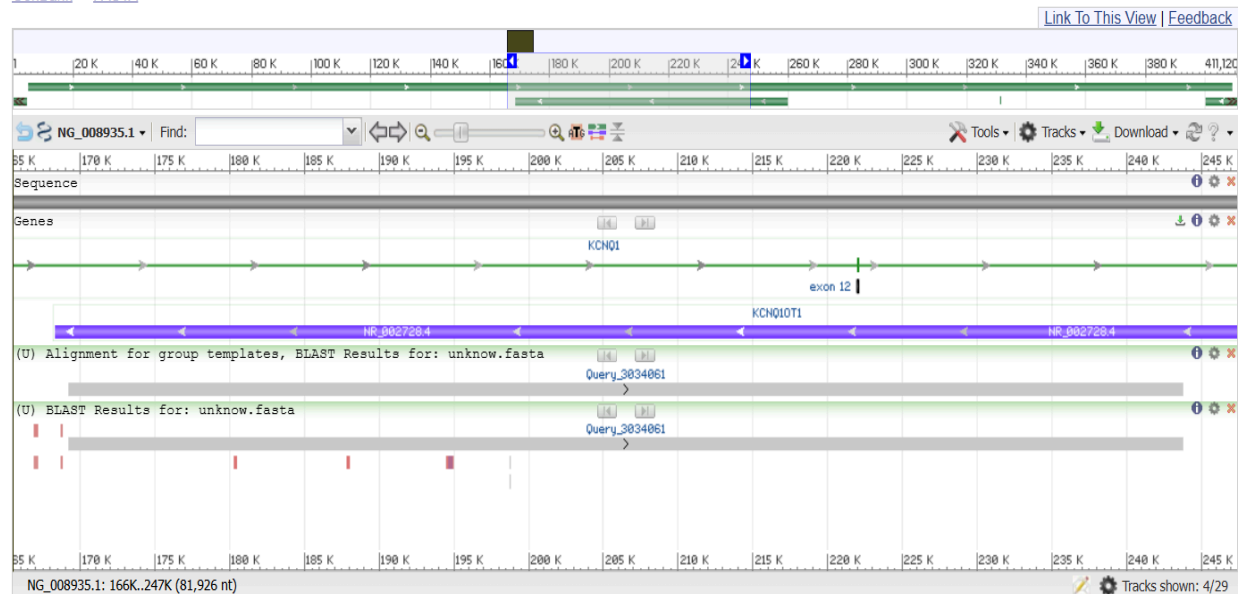 Link To This View | Feedback
1 20 K 40 K 60 K 80 K 100 K 120 K 140 K 160 180 K 200 K 220 K 24 K 260 K 280 K 300 K 320 K 340 K 360 K 380 K 411,120
NG_008935.1 Find: Tools Tracks Download ?
65 K 170 K 175 K 180 K 185 K 190 K 195 K 200 K 205 K 210 K 215 K 220 K 225 K 230 K 235 K 240 K 245 K
Sequence
Genes
KCNQ1
exon 12
KCNQ1OT1
NR_002728.4 NR_002728.4
(U) Alignment for group templates, BLAST Results for: unknow.fasta
Query_3034061
(U) BLAST Results for: unknow.fasta
Query_3034061
65 K 170 K 175 K 180 K 185 K 190 K 195 K 200 K 205 K 210 K 215 K 220 K 225 K 230 K 235 K 240 K 245 K
NG_008935.1: 166K..247K (81,926 nt) Tracks shown: 4/29